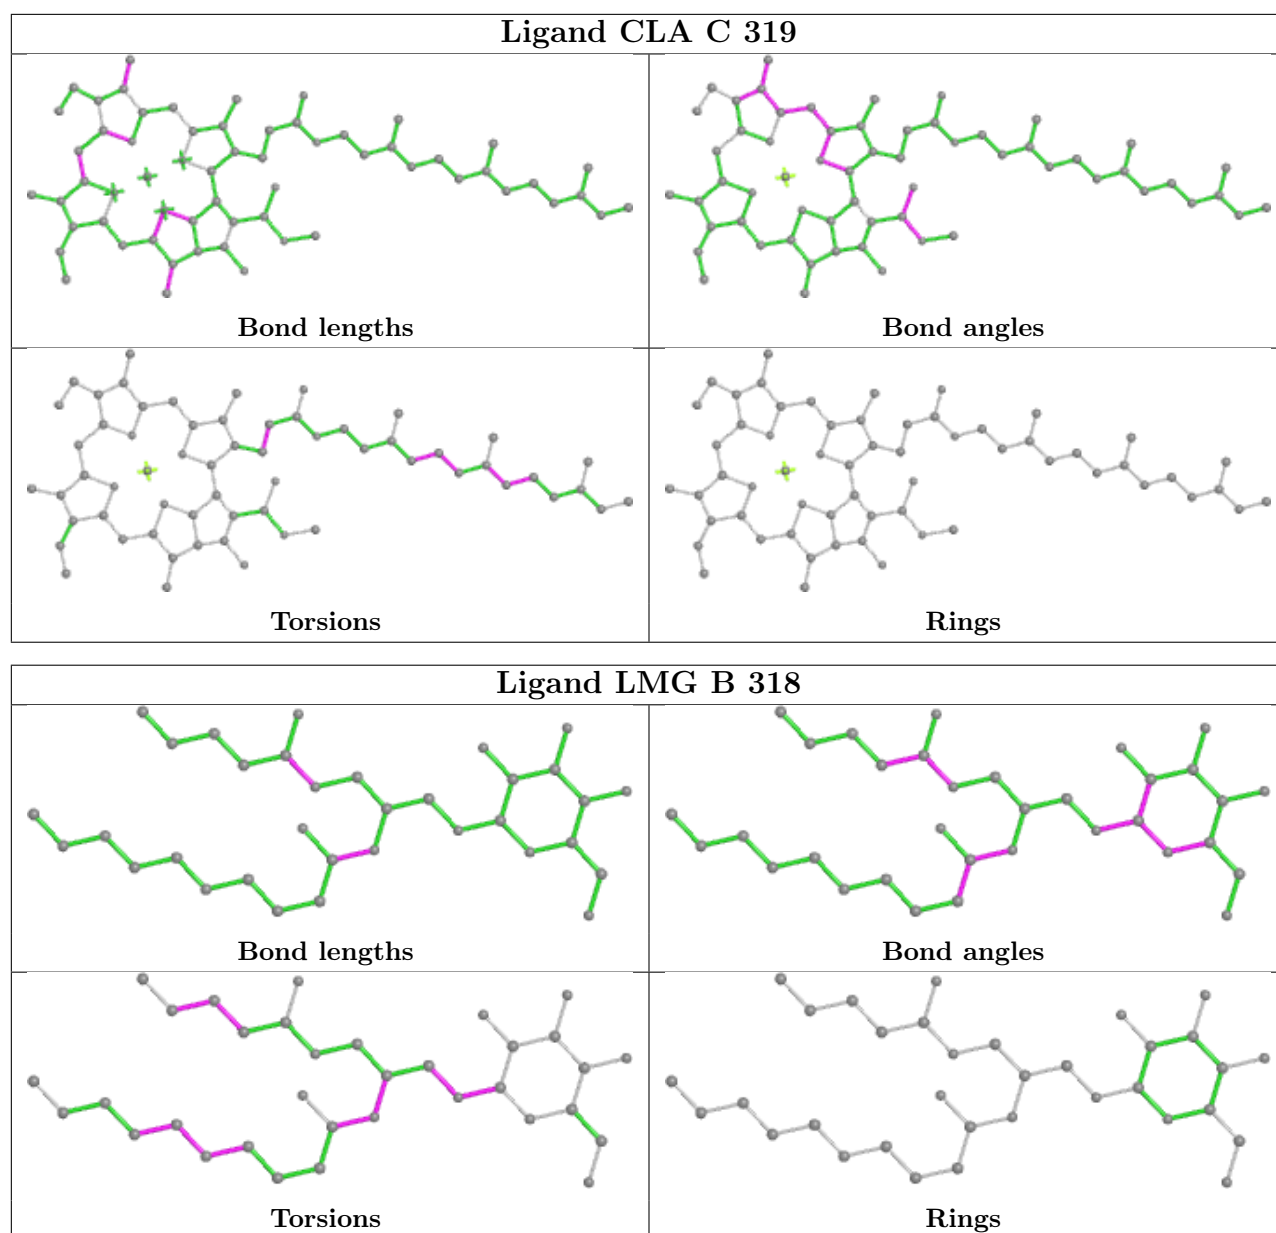 Ligand CLA C 319
Bond lengths
Bond angles
Torsions
Rings
Ligand LMG B 318
Bond lengths
Bond angles
Torsions
Rings